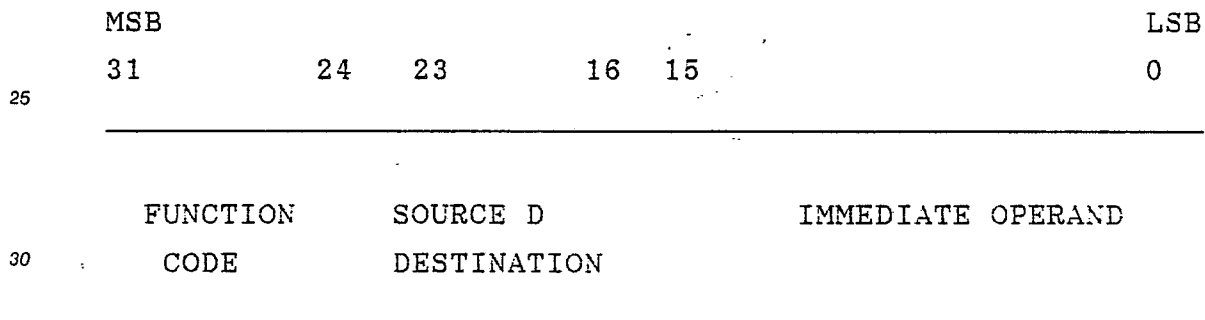 MSB LSB
31 24 23 16 15 0
25
FUNCTION SOURCE D IMMEDIATE OPERAND
30 CODE DESTINATION